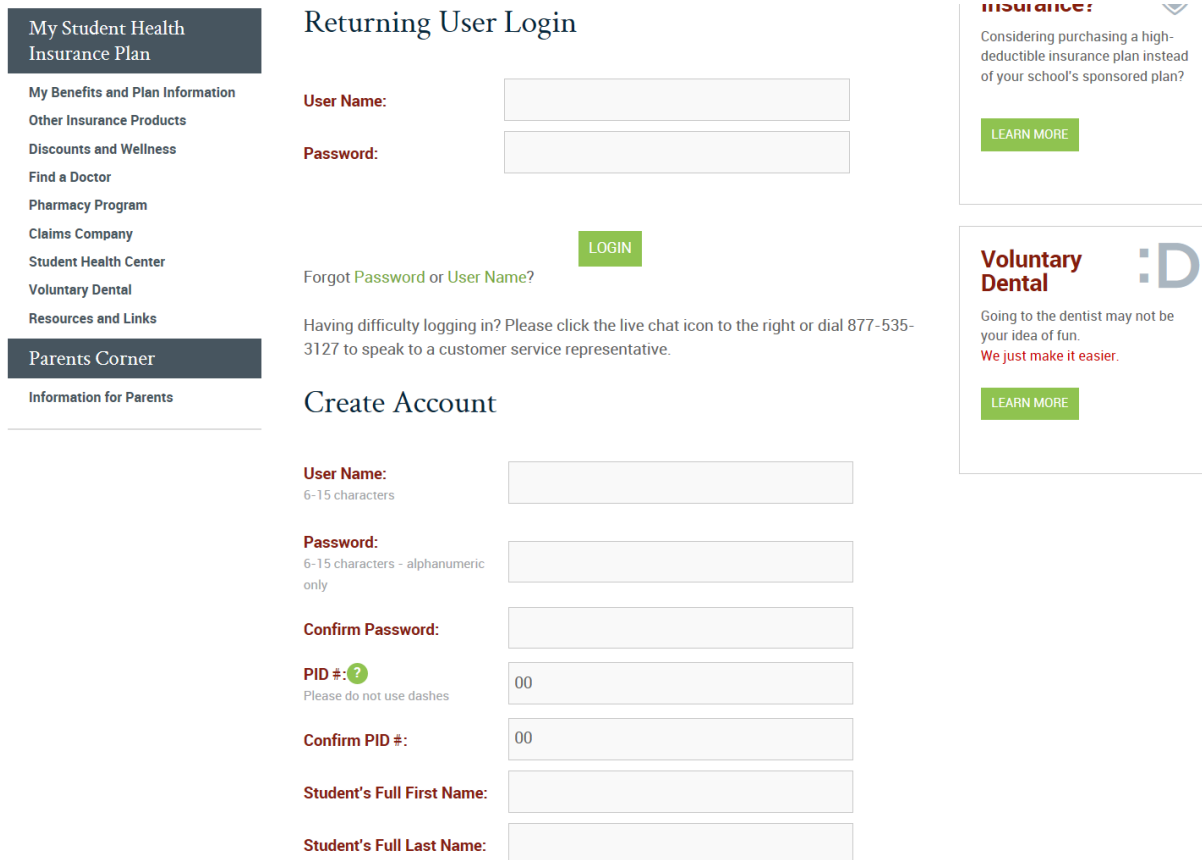 My Student Health
Insurance Plan
My Benefits and Plan Information
Other Insurance Products
Discounts and Wellness
Find a Doctor
Pharmacy Program
Claims Company
Student Health Center
Voluntary Dental
Resources and Links
Parents Corner
Information for Parents
Returning User Login
User Name:
Password:
LOGIN
Forgot Password or User Name?
Having difficulty logging in? Please click the live chat icon to the right or dial 877-535-
3127 to speak to a customer service representative.
Create Account
User Name:
6-15 characters
Password:
6-15 characters - alphanumeric
only
Confirm Password:
PID #: ?
Please do not use dashes
00
Confirm PID #:
00
Student's Full First Name:
Student's Full Last Name:
Insurance?
Considering purchasing a high-
deductible insurance plan instead
of your school's sponsored plan?
LEARN MORE
Voluntary
Dental
:D
Going to the dentist may not be
your idea of fun.
We just make it easier.
LEARN MORE